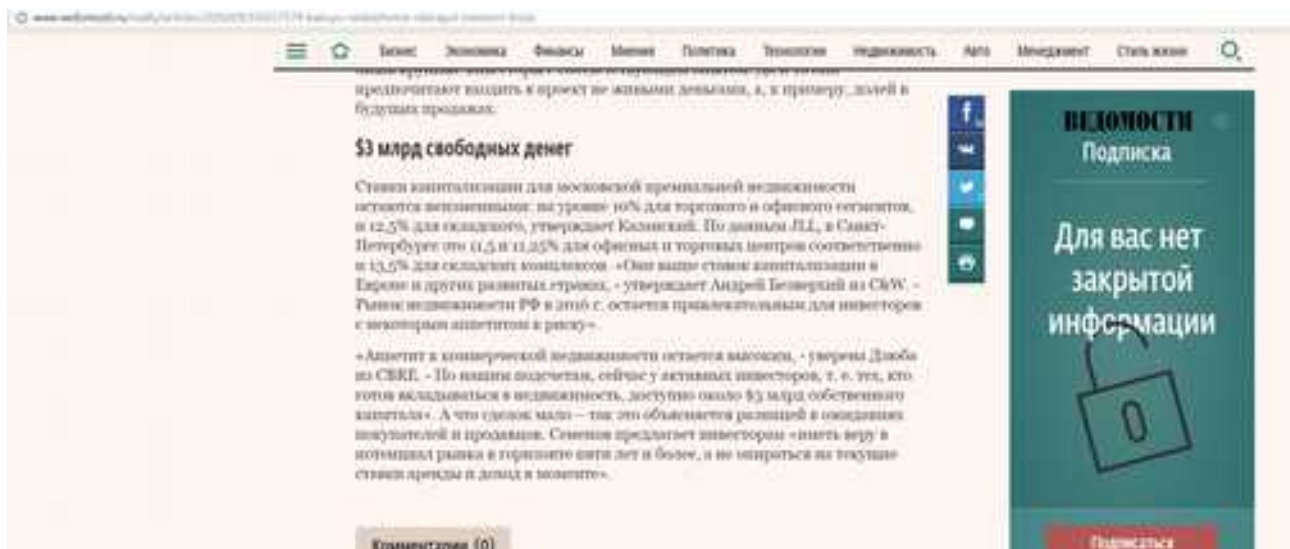 Бизнес Экономика Финансы Мнения Политика Технологии Недвижимость Авто Менеджмент Стиль жизни
предпочитают входить в проект не живыми деньгами, а, к примеру, долей в
будущих продажах.
$3 млрд свободных денег
Ставки капитализации для московской премиальной недвижимости
остаются неизменными: на уровне 10% для торгового и офисного сегментов,
и 12,5% для складского, утверждает Казанский. По данным JLL, в Санкт-
Петербурге это 11,5 и 11,25% для офисных и торговых центров соответственно
и 13,5% для складских комплексов. «Они выше ставок капитализации в
Европе и других развитых странах, - утверждает Андрей Безверхий из C&W. -
Рынок недвижимости РФ в 2016 г. остается привлекательным для инвесторов
с некоторым аппетитом к риску».
«Аппетит к коммерческой недвижимости остается высоким, - уверена Дзюба
из CBRE. - По нашим подсчетам, сейчас у активных инвесторов, т. е. тех, кто
готов вкладываться в недвижимость, доступно около $3 млрд собственного
капитала». А что сделок мало – так это объясняется разницей в ожиданиях
покупателей и продавцов. Семенов предлагает инвесторам «иметь веру в
потенциал рынка в горизонте пяти лет и более, а не опираться на текущие
ставки аренды и доход в моменте».
Комментарии (0)
ВЕДОМОСТИ
Подписка
Для вас нет
закрытой
информации
Подписаться